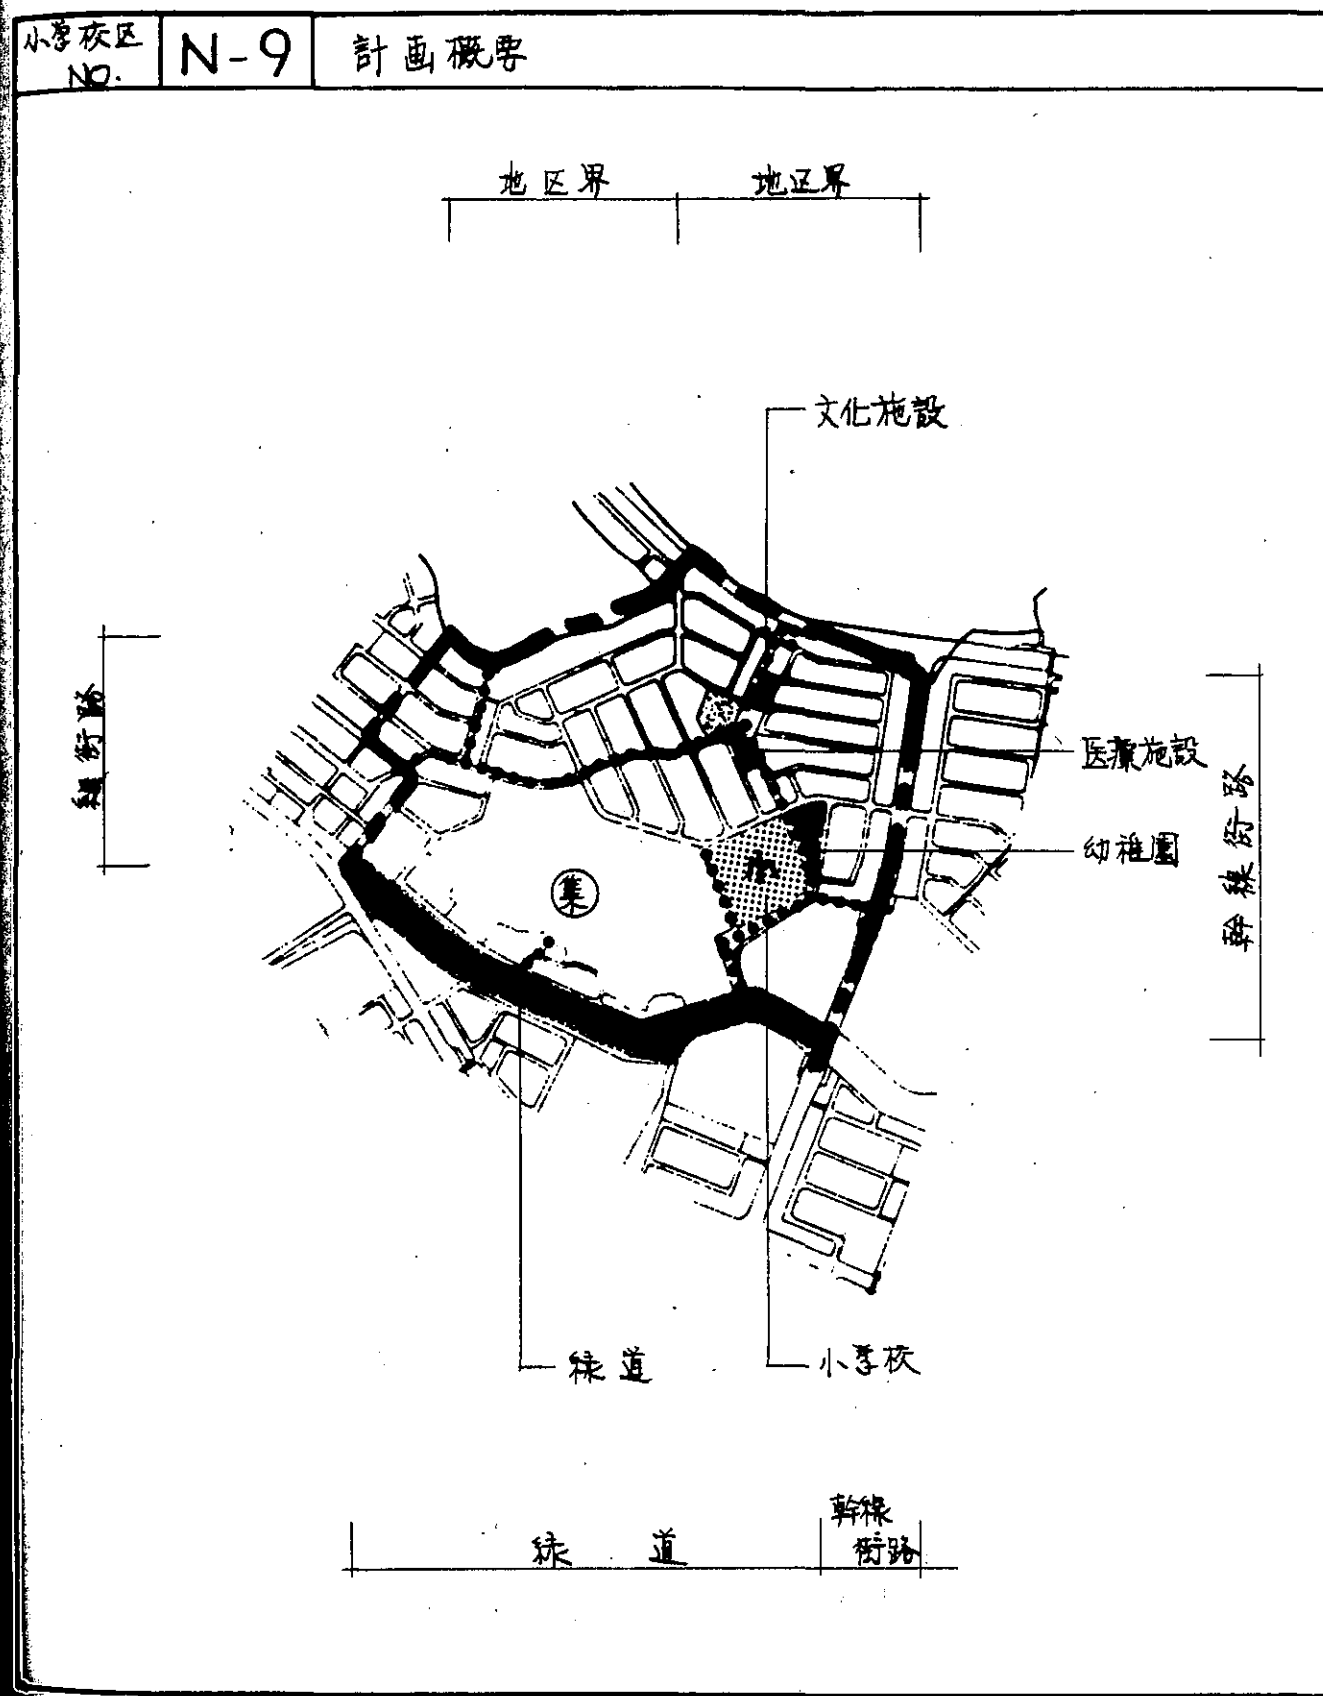 小学校区
NO.
N-9
計画概要
地区界
地区界
文化施設
街路
医療施設
幼稚園
幹線街路
小
集
緑道
小学校
幹線
街路
緑道